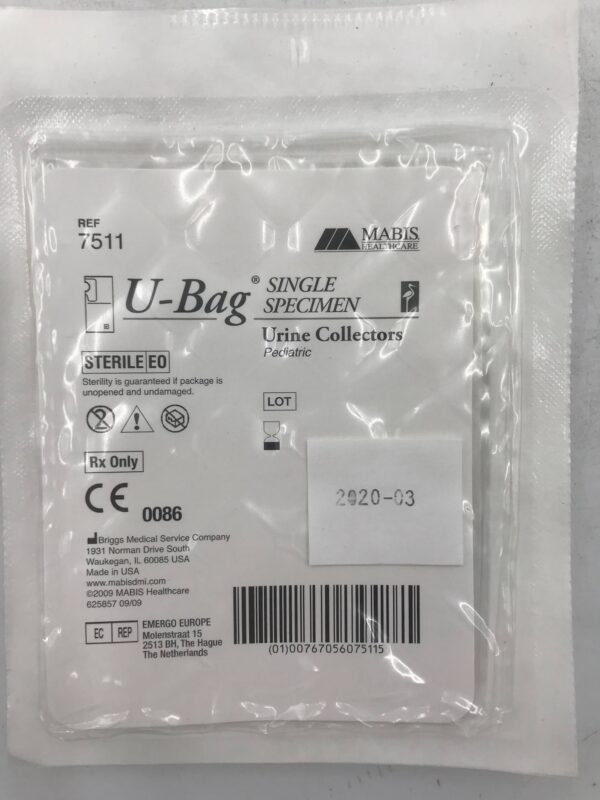 REF
7511
MABIS
HEALTHCARE
U-Bag® SINGLE
SPECIMEN
Urine Collectors
Pediatric
STERILE EO
Sterility is guaranteed if package is
unopened and undamaged.
LOT
2
Rx Only
2020-03
CE 0086
Briggs Medical Service Company
1931 Norman Drive South
Waukegan, IL 60085 USA
Made in USA
www.mabisdmi.com
©2009 MABIS Healthcare
625857 09/09
EC REP
EMERGO EUROPE
Molenstraat 15
2513 BH, The Hague
The Netherlands
(01)00767056075115